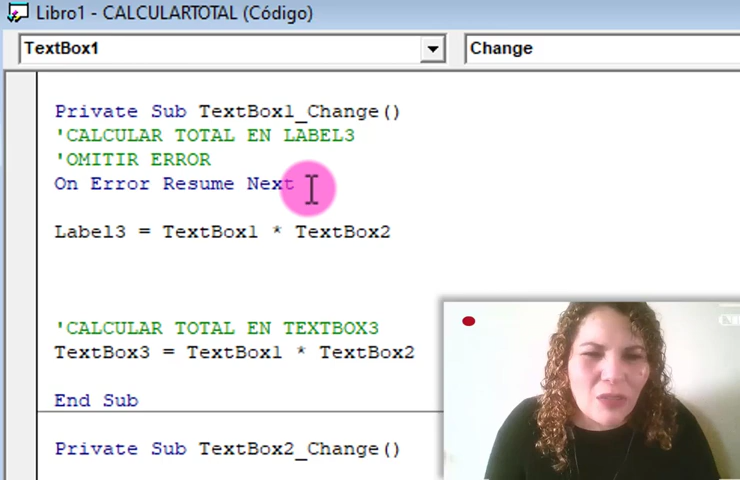 Libro1 - CALCULARTOTAL (Código)
TextBox1 Change
Private Sub TextBox1_Change()
'CALCULAR TOTAL EN LABEL3
'OMITIR ERROR
On Error Resume Next
Label3 = TextBox1 * TextBox2
'CALCULAR TOTAL EN TEXTBOX3
TextBox3 = TextBox1 * TextBox2
End Sub
Private Sub TextBox2_Change()